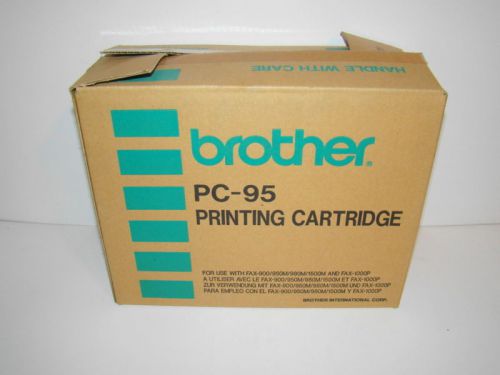 HANDLE WITH CARE
brother.
PC-95
PRINTING CARTRIDGE
FOR USE WITH FAX-900/950M/980M/1500M AND FAX-1000P
A UTILISER AVEC LE FAX-900/950M/980M/1500M ET FAX-1000P
ZUR VERWENDUNG MIT FAX-900/950M/980M/1500M UND FAX-1000P
PARA EMPLEO CON EL FAX-900/950M/980M/1500M Y FAX-1000P
BROTHER INTERNATIONAL CORP.